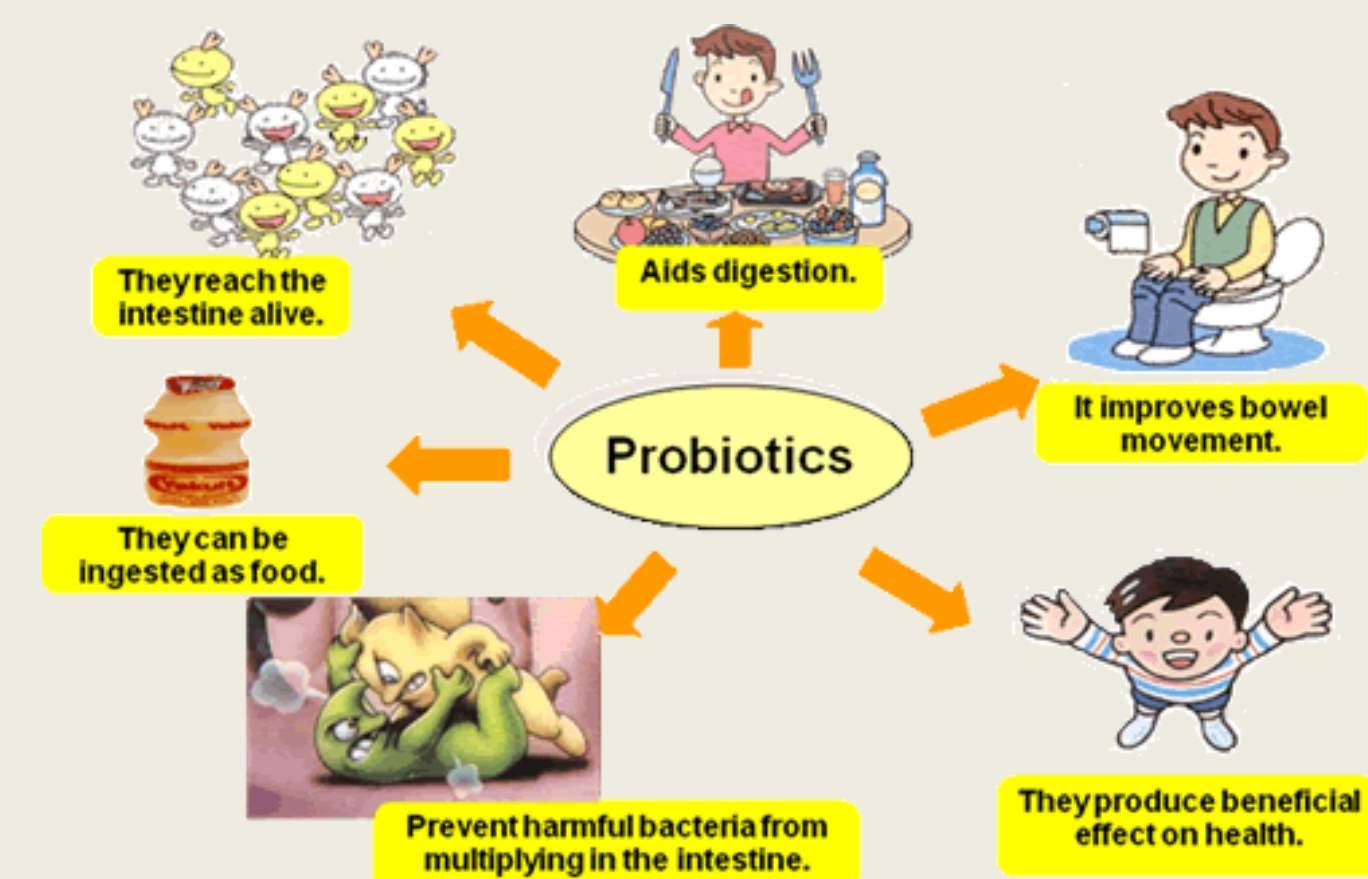 They reach the
intestine alive.
Aids digestion.
It improves bowel
movement.
Probiotics
Yakult
They can be
ingested as food.
Prevent harmful bacteria from
multiplying in the intestine.
They produce beneficial
effect on health.